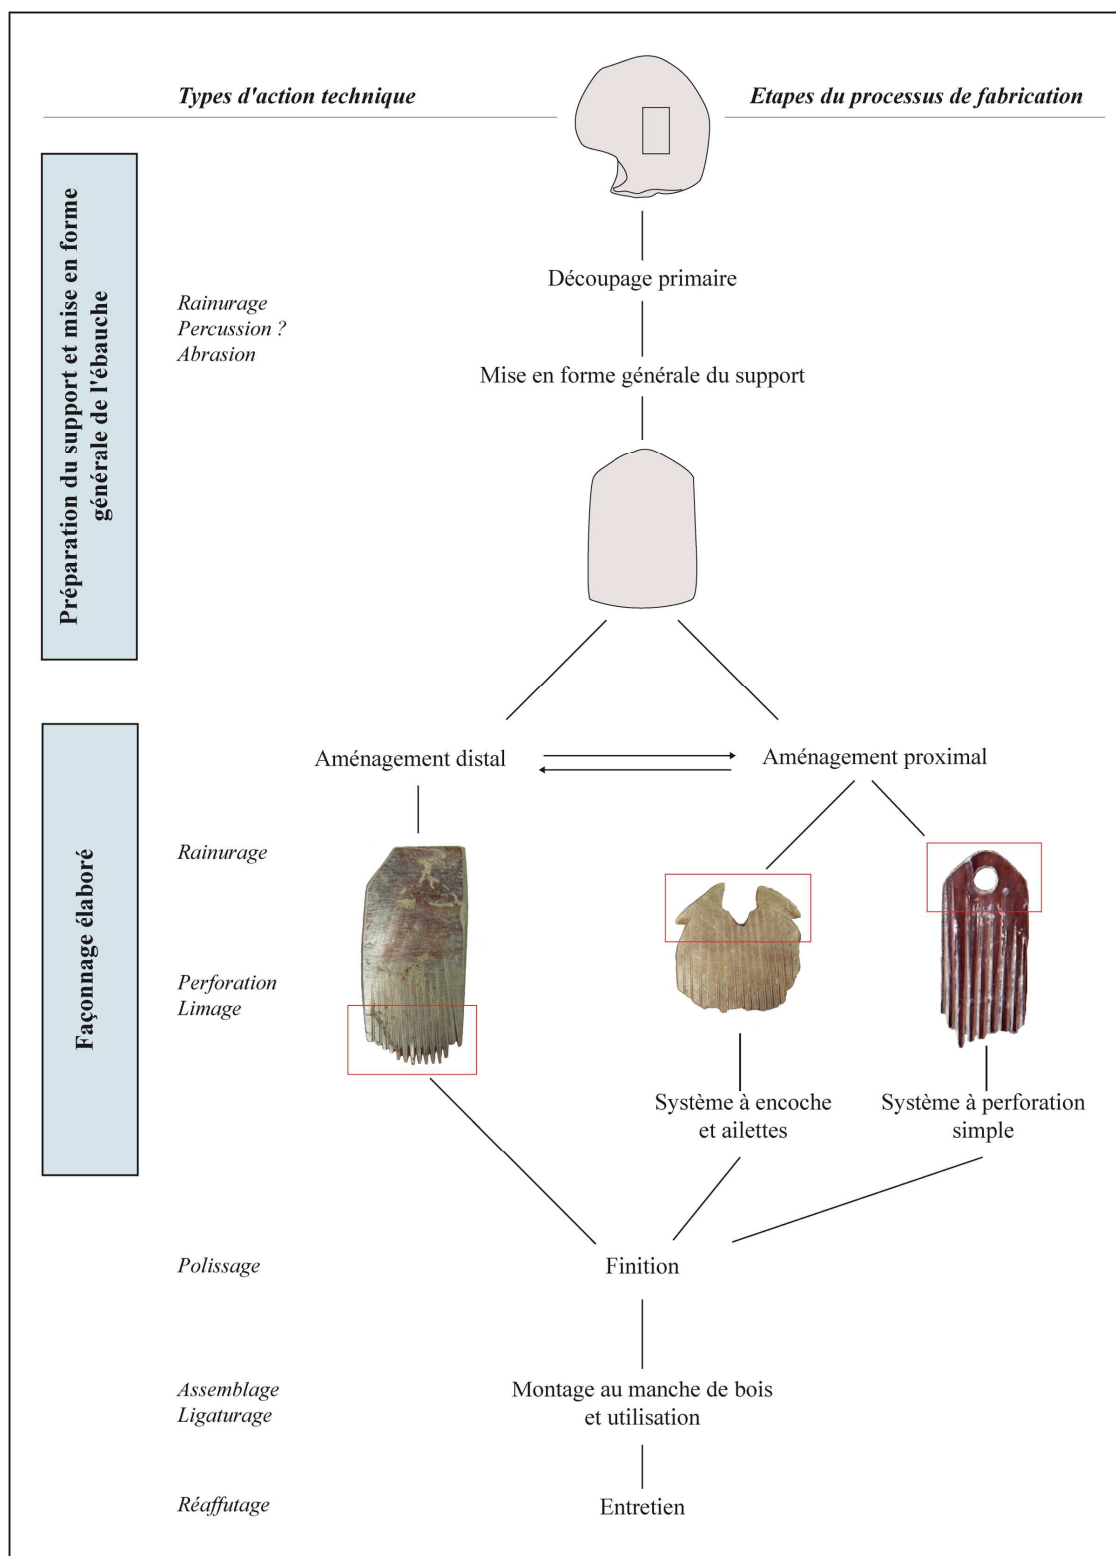 Types d'action technique
Etapes du processus de fabrication
Préparation du support et mise en forme
générale de l'ébauche
Découpage primaire
Rainurage
Percussion ?
Abrasion
Mise en forme générale du support
Façonnage élaboré
Aménagement distal
Aménagement proximal
Rainurage
Perforation
Limage
Système à encoche
et ailettes
Système à perforation
simple
Polissage
Finition
Assemblage
Ligaturage
Montage au manche de bois
et utilisation
Réaffutage
Entretien